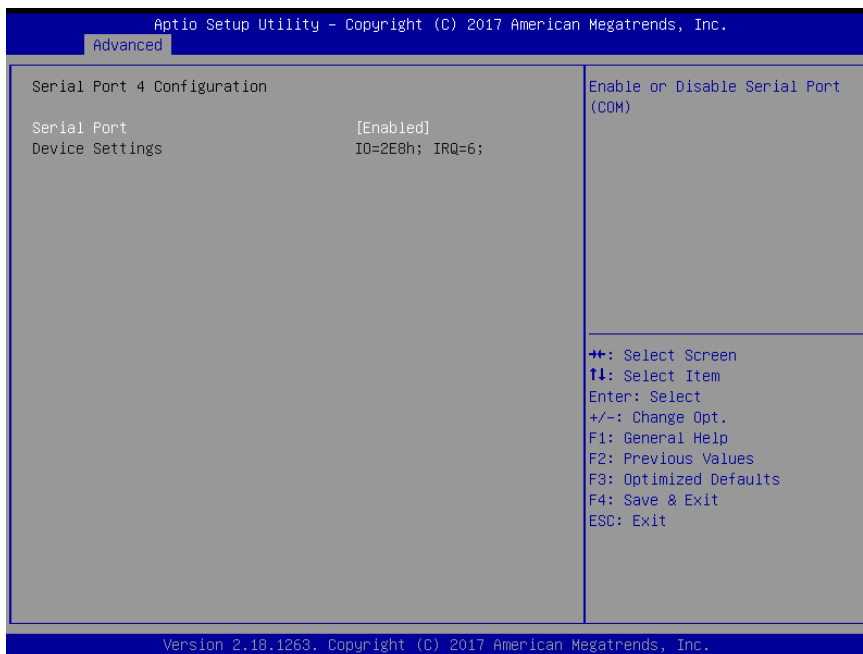 Aptio Setup Utility – Copyright (C) 2017 American Megatrends, Inc.
Advanced
Serial Port 4 Configuration
Serial Port [Enabled]
Device Settings IO=2E8h; IRQ=6;
Enable or Disable Serial Port
(COM)
→←: Select Screen
↑↓: Select Item
Enter: Select
+/-: Change Opt.
F1: General Help
F2: Previous Values
F3: Optimized Defaults
F4: Save & Exit
ESC: Exit
Version 2.18.1263. Copyright (C) 2017 American Megatrends, Inc.